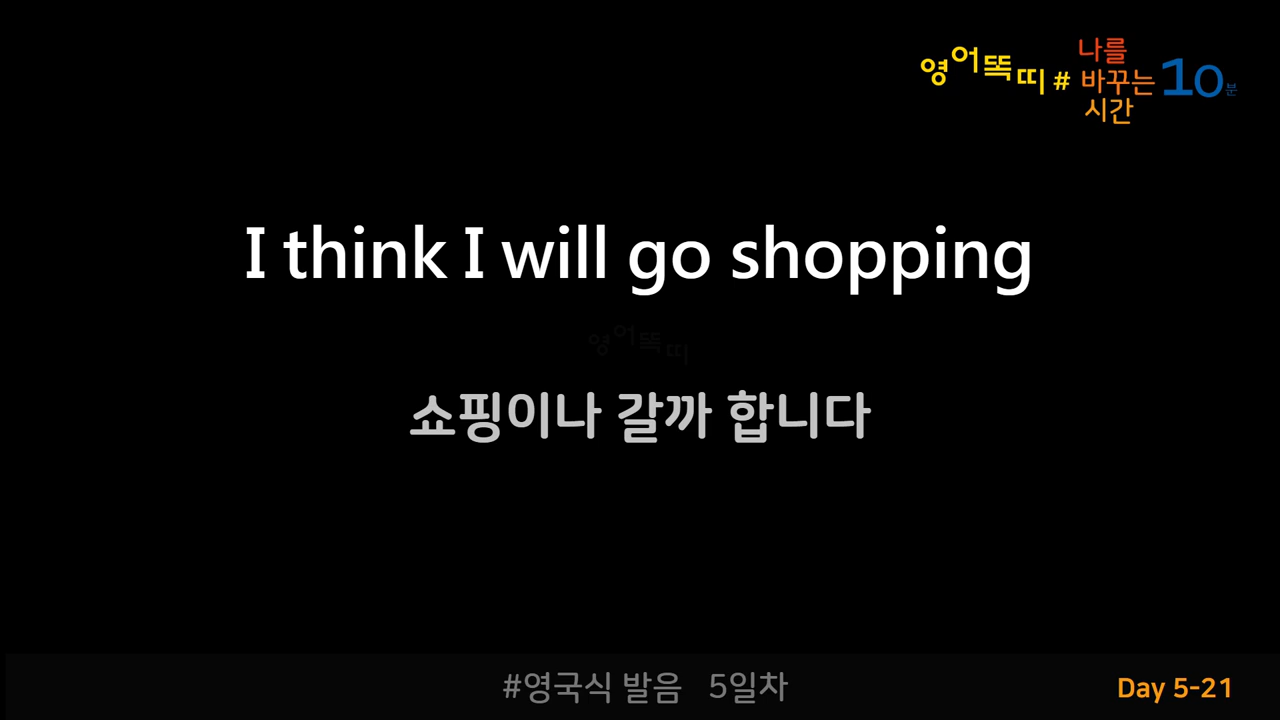 영어똑띠 # 나를 바꾸는 시간 10분
I think I will go shopping
영어똑띠
쇼핑이나 갈까 합니다
#영국식 발음 5일차
Day 5-21